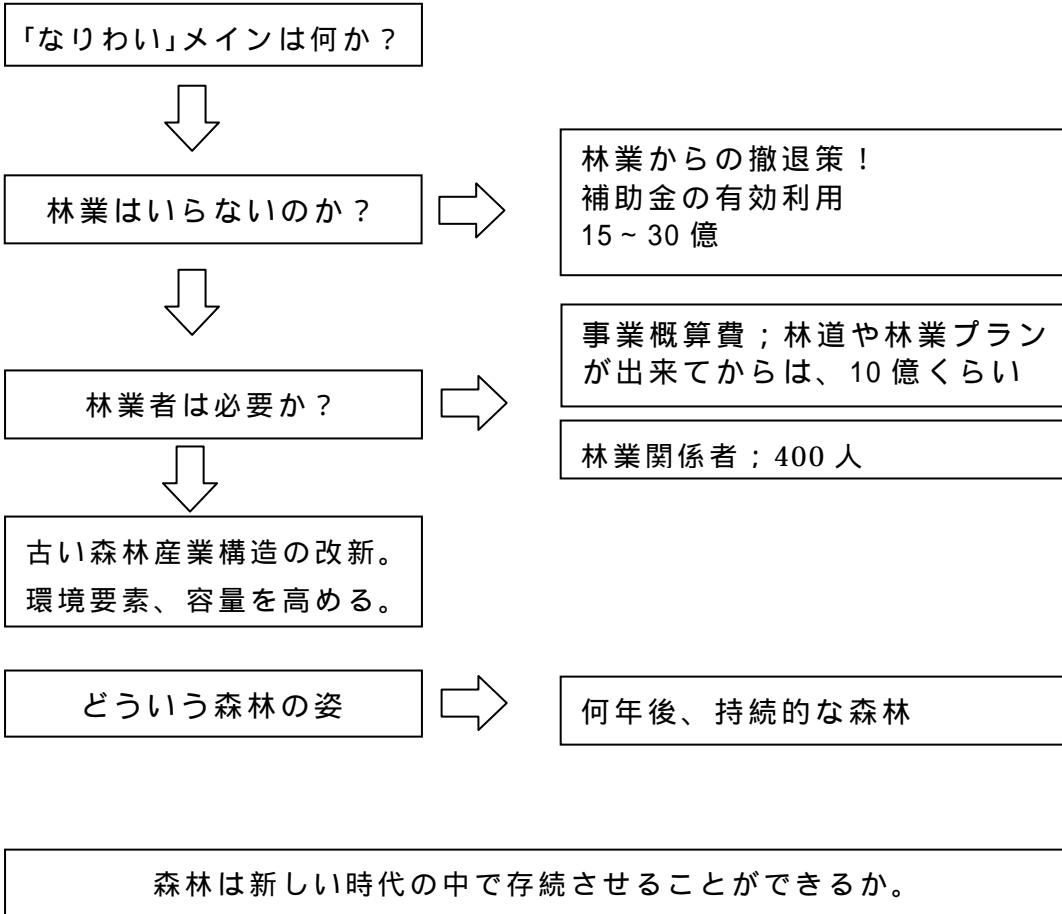 「なりわい」メインは何か？
林業はいらないのか？
林業からの撤退策！
補助金の有効利用
15～30億
林業者は必要か？
事業概算費；林道や林業プラン
が出来てからは、10億くらい
林業関係者；400人
古い森林産業構造の改新。
環境要素、容量を高める。
どういう森林の姿
何年後、持続的な森林
森林は新しい時代の中で存続させることができるか。